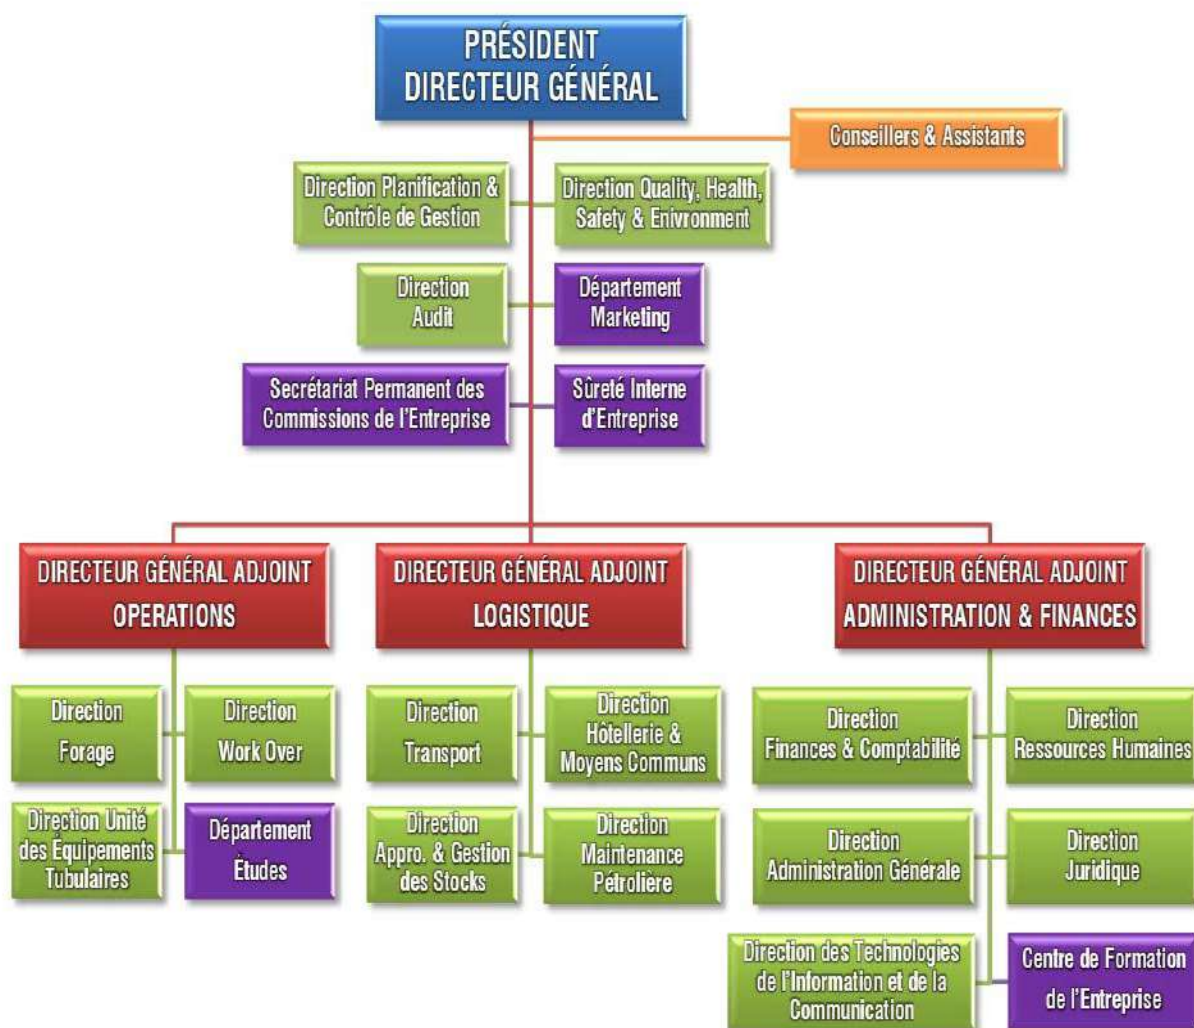 PRÉSIDENT
DIRECTEUR GÉNÉRAL
Conseillers & Assistants
Direction Planification &
Contrôle de Gestion
Direction Quality, Health,
Safety & Enivronment
Direction
Audit
Département
Marketing
Secrétariat Permanent des
Commissions de l'Entreprise
Sûreté Interne
d'Entreprise
DIRECTEUR GÉNÉRAL ADJOINT
OPERATIONS
DIRECTEUR GÉNÉRAL ADJOINT
LOGISTIQUE
DIRECTEUR GÉNÉRAL ADJOINT
ADMINISTRATION & FINANCES
Direction
Forage
Direction
Work Over
Direction Unité
des Équipements
Tubulaires
Département
Études
Direction
Transport
Direction
Hôtellerie &
Moyens Communs
Direction
Appro. & Gestion
des Stocks
Direction
Maintenance
Pétrolière
Direction
Finances & Comptabilité
Direction
Ressources Humaines
Direction
Administration Générale
Direction
Juridique
Direction des Technologies
de l'Information et de la
Communication
Centre de Formation
de l'Entreprise